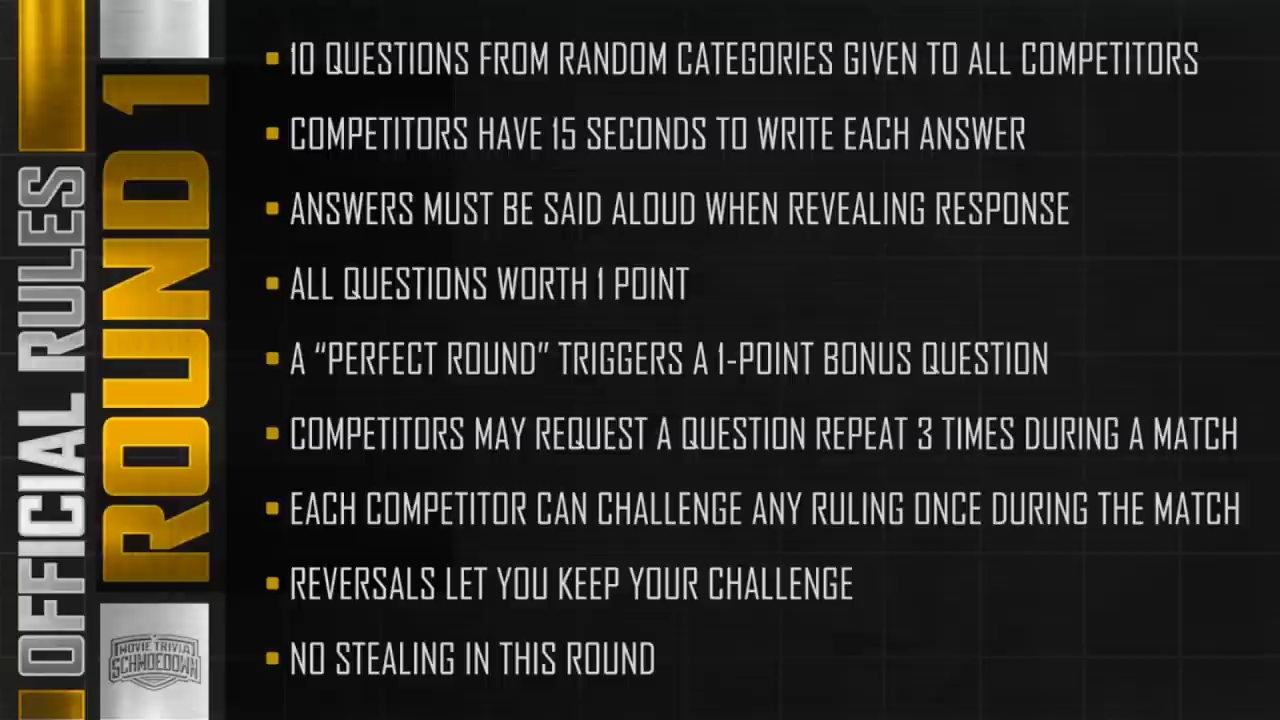 OFFICIAL RULES
ROUND 1
MOVIE TRIVIA
SCHMOEDOWN
10 QUESTIONS FROM RANDOM CATEGORIES GIVEN TO ALL COMPETITORS
COMPETITORS HAVE 15 SECONDS TO WRITE EACH ANSWER
ANSWERS MUST BE SAID ALOUD WHEN REVEALING RESPONSE
ALL QUESTIONS WORTH 1 POINT
A “PERFECT ROUND” TRIGGERS A 1-POINT BONUS QUESTION
COMPETITORS MAY REQUEST A QUESTION REPEAT 3 TIMES DURING A MATCH
EACH COMPETITOR CAN CHALLENGE ANY RULING ONCE DURING THE MATCH
REVERSALS LET YOU KEEP YOUR CHALLENGE
NO STEALING IN THIS ROUND